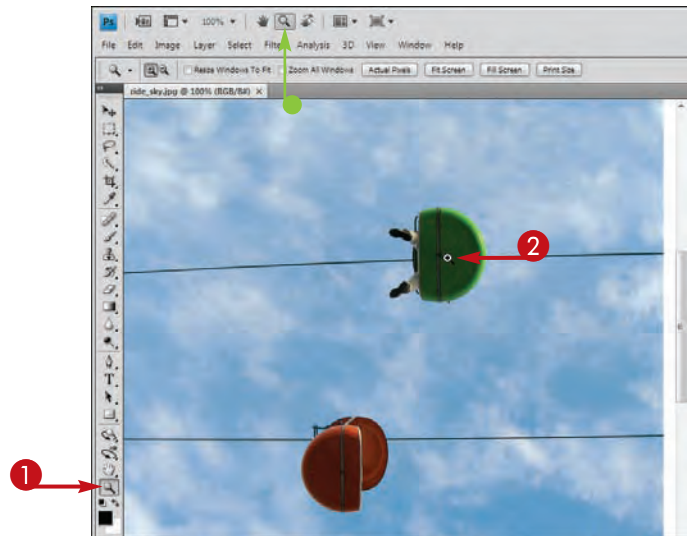 Ps Br 100%
File Edit Image Layer Select Filter Analysis 3D View Window Help
Resize Windows To Fit Zoom All Windows Actual Pixels Fit Screen Fill Screen Print Size
ride_sky.jpg @ 100% (RGB/8#) ×
2
T
1